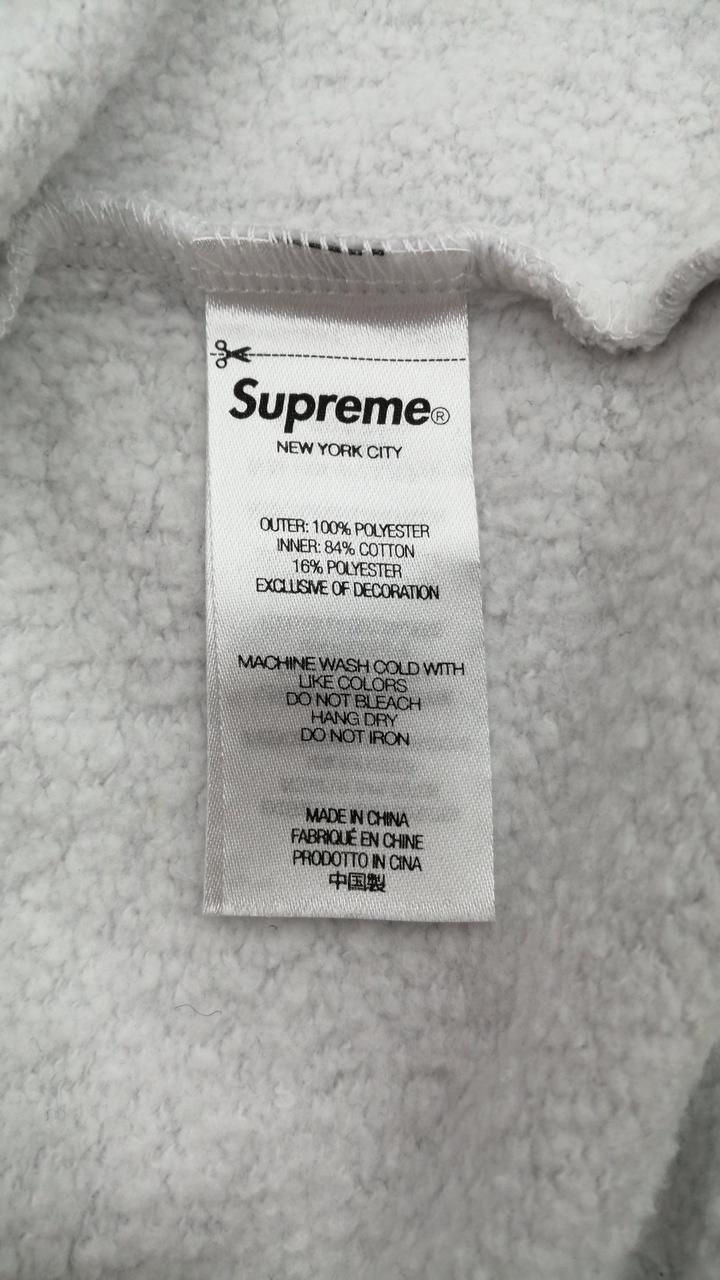 Supreme®
NEW YORK CITY
OUTER: 100% POLYESTER
INNER: 84% COTTON
16% POLYESTER
EXCLUSIVE OF DECORATION
MACHINE WASH COLD WITH
LIKE COLORS
DO NOT BLEACH
HANG DRY
DO NOT IRON
MADE IN CHINA
FABRIQUÉ EN CHINE
PRODOTTO IN CINA
中国製